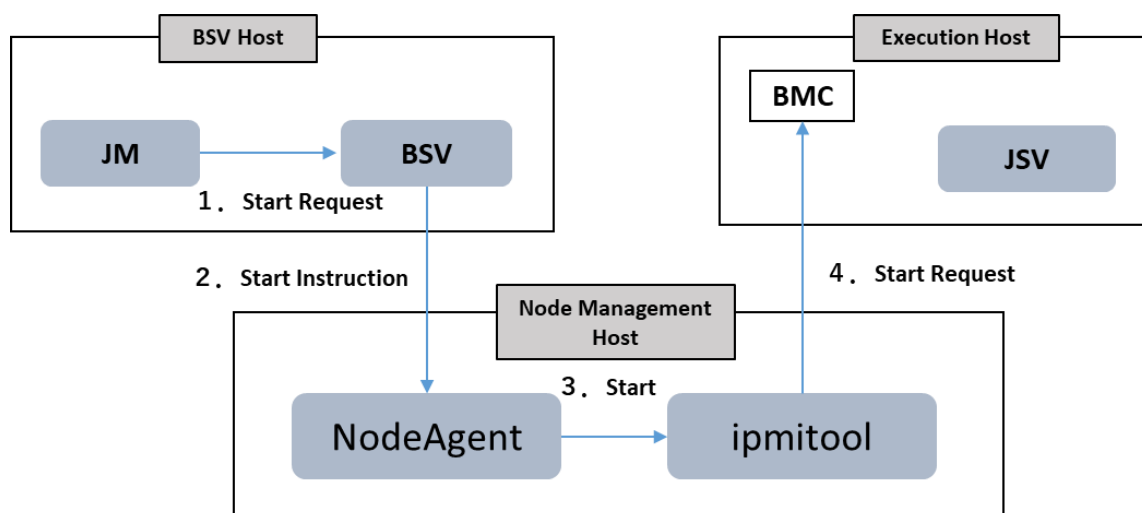 BSV Host
Execution Host
BMC
JM
BSV
JSV
1. Start Request
2. Start Instruction
4. Start Request
Node Management
Host
3. Start
NodeAgent
ipmitool